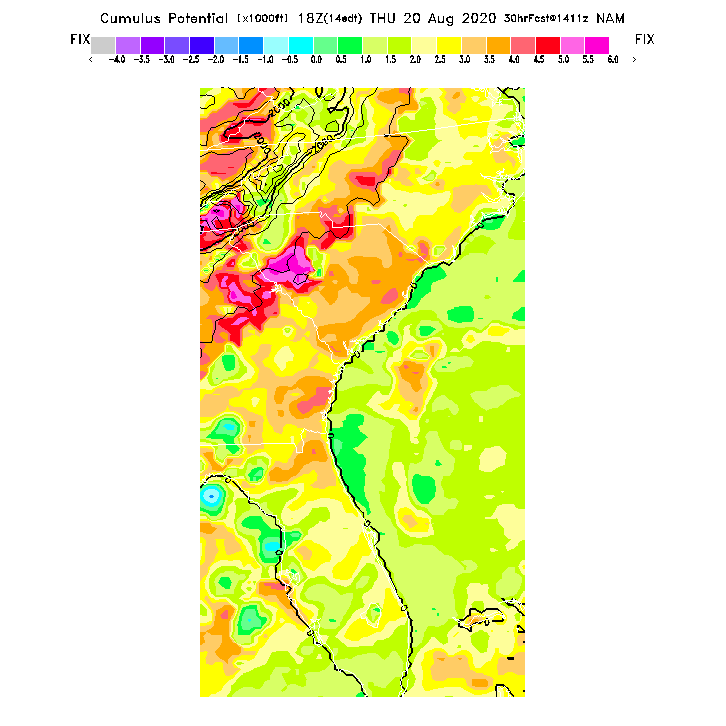 Cumulus Potential [x1000ft] 18Z(14edt) THU 20 Aug 2020 30hrFcst@1411z NAM
FIX FIX
< -4.0 -3.5 -3.0 -2.5 -2.0 -1.5 -1.0 -0.5 0.0 0.5 1.0 1.5 2.0 2.5 3.0 3.5 4.0 4.5 5.0 5.5 6.0 >
2000
2000